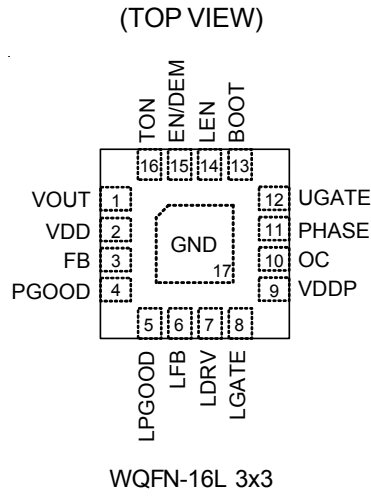 (TOP VIEW)
TON
EN/DEM
LEN
BOOT
16 15 14 13
VOUT 1
VDD 2
FB 3
PGOOD 4
GND
17
12 UGATE
11 PHASE
10 OC
9 VDDP
5 6 7 8
LPGOOD
LFB
LDRV
LGATE
WQFN-16L 3x3